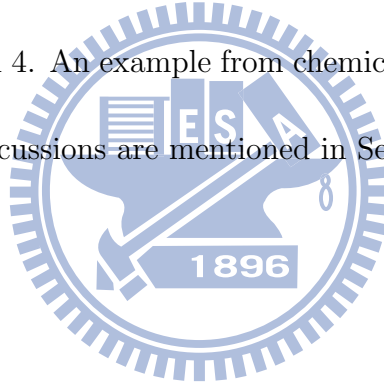 4. An example from chemic
cussions are mentioned in Se
E S A
1896